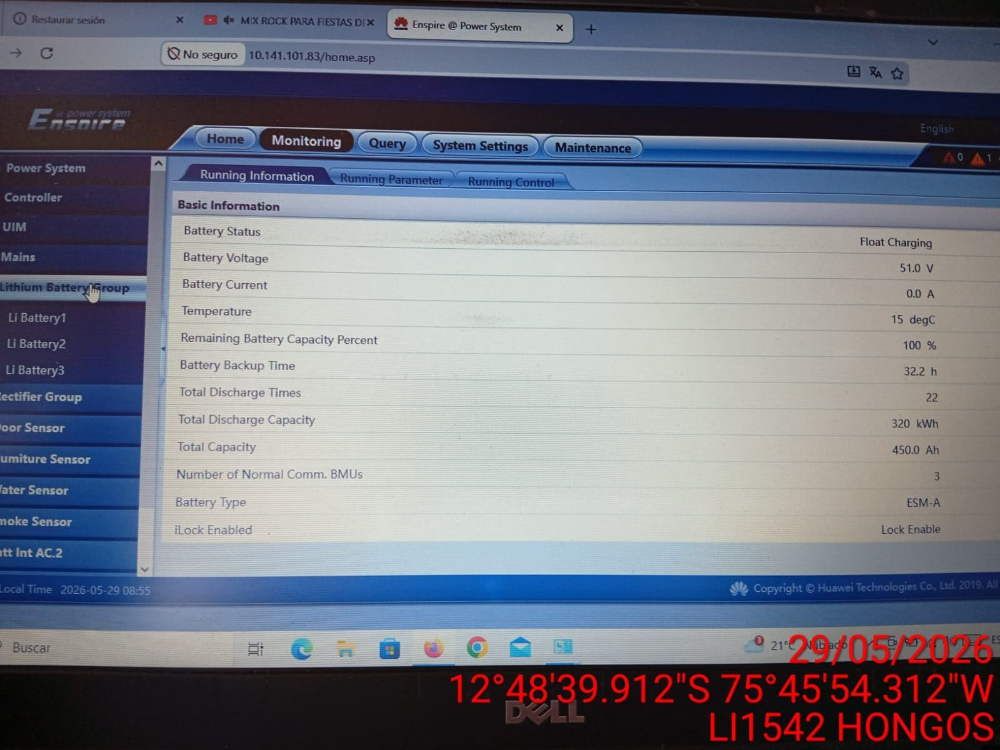 Restaurar sesión
MIX ROCK PARA FIESTAS DE
Enspire @ Power System
No seguro
10.141.101.83/home.asp
power system
Enspire
English
Home
Monitoring
Query
System Settings
Maintenance
0
1
Power System
Controller
UIM
Mains
Lithium Battery Group
Li Battery1
Li Battery2
Li Battery3
ectifier Group
oor Sensor
umiture Sensor
ater Sensor
moke Sensor
att Int AC.2
Running Information
Running Parameter
Running Control
Basic Information
Battery Status Float Charging
Battery Voltage 51.0 V
Battery Current 0.0 A
Temperature 15 degC
Remaining Battery Capacity Percent 100 %
Battery Backup Time 32.2 h
Total Discharge Times 22
Total Discharge Capacity 320 kWh
Total Capacity 450.0 Ah
Number of Normal Comm. BMUs 3
Battery Type ESM-A
iLock Enabled Lock Enable
Local Time 2026-05-29 08:55
Copyright © Huawei Technologies Co., Ltd. 2019. All
Buscar
3
21°C Nublado
ES
29/05/2026
12°48'39.912"S 75°45'54.312"W
DELL
LI1542 HONGOS